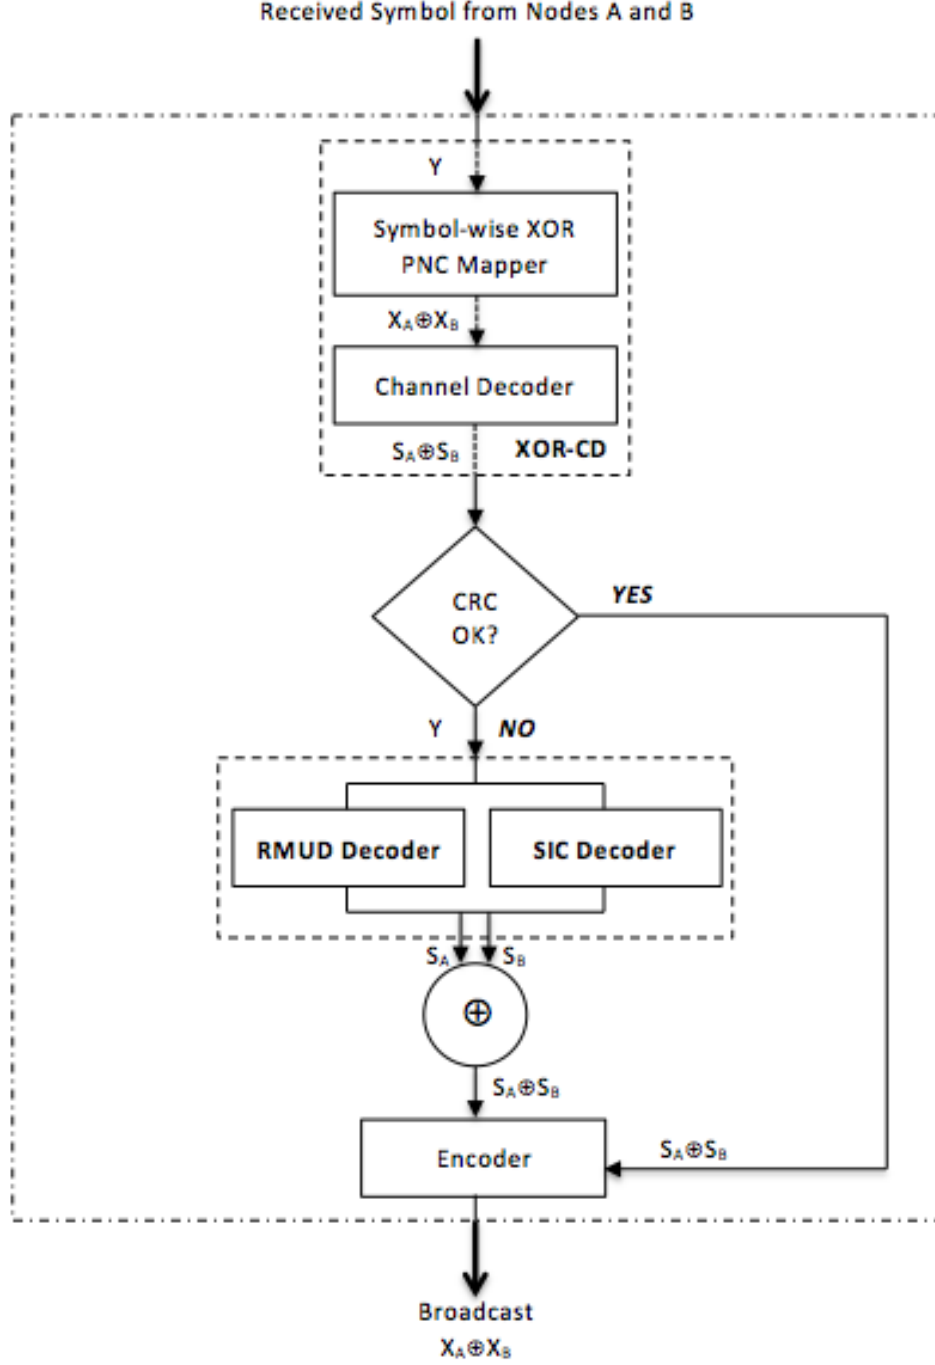 Received Symbol from Nodes A and B
Y
Symbol-wise XOR
PNC Mapper
X_A⊕X_B
Channel Decoder
S_A⊕S_B
XOR-CD
CRC
OK?
YES
Y
NO
RMUD Decoder
SIC Decoder
S_A
S_B
⊕
S_A⊕S_B
Encoder
S_A⊕S_B
Broadcast
X_A⊕X_B